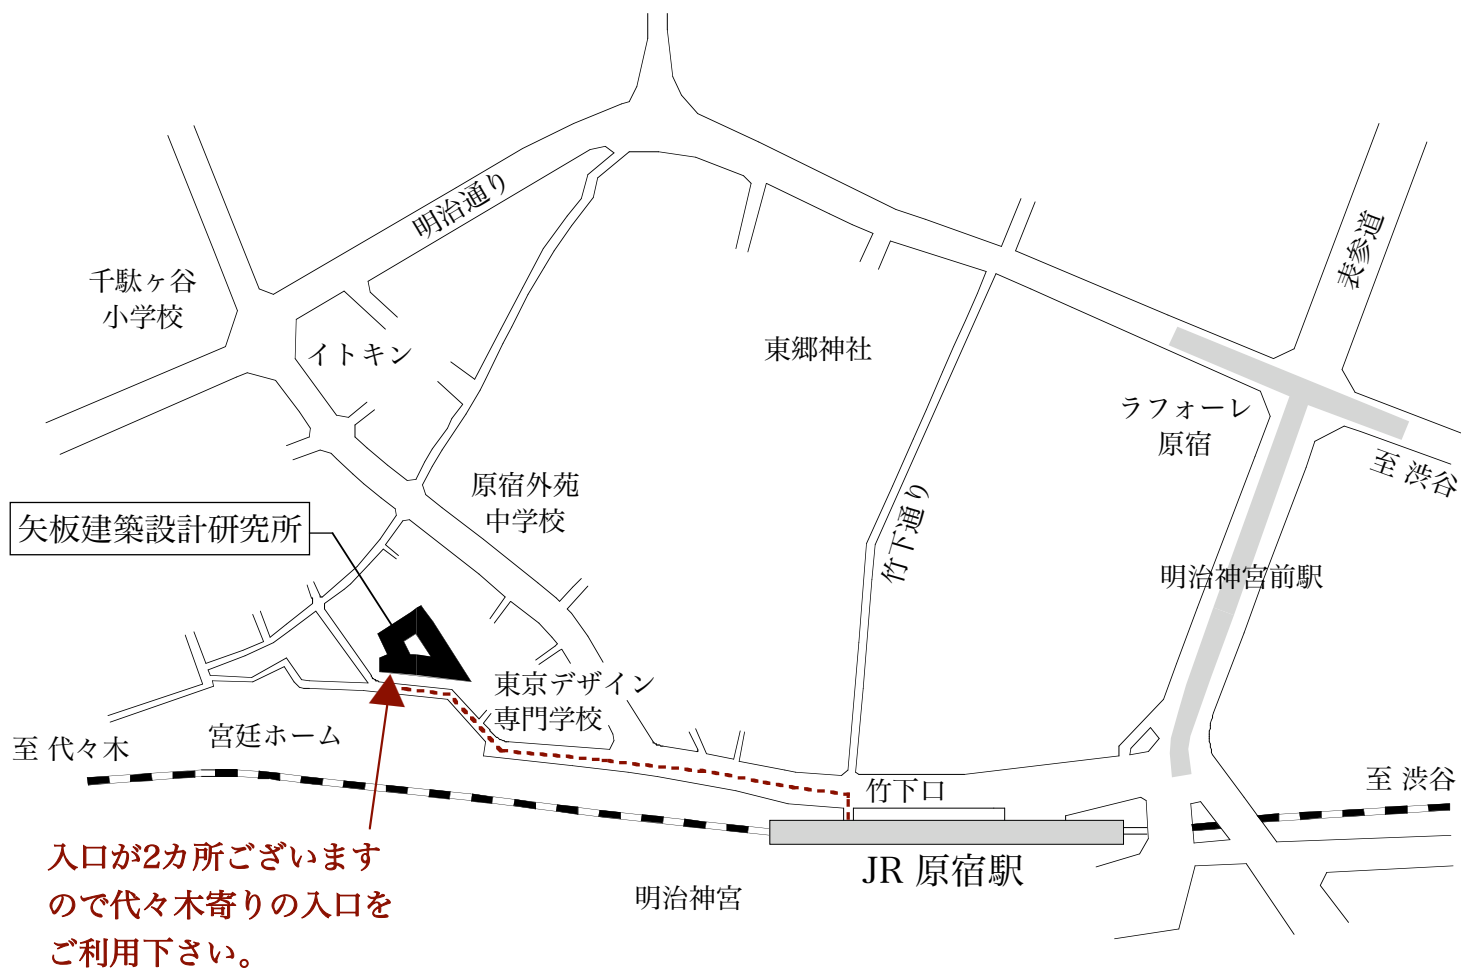 明治通り
表参道
千駄ヶ谷
小学校
イトキン
東郷神社
ラフォーレ
原宿
至 渋谷
原宿外苑
中学校
竹下通り
矢板建築設計研究所
明治神宮前駅
東京デザイン
専門学校
宮廷ホーム
至 代々木
竹下口
至 渋谷
JR 原宿駅
明治神宮
入口が2カ所ございます
ので代々木寄りの入口を
ご利用下さい。